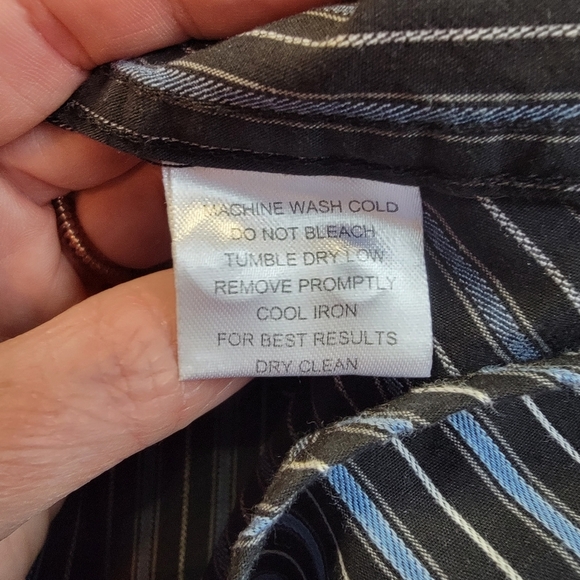 MACHINE WASH COLD
DO NOT BLEACH
TUMBLE DRY LOW
REMOVE PROMPTLY
COOL IRON
FOR BEST RESULTS
DRY CLEAN